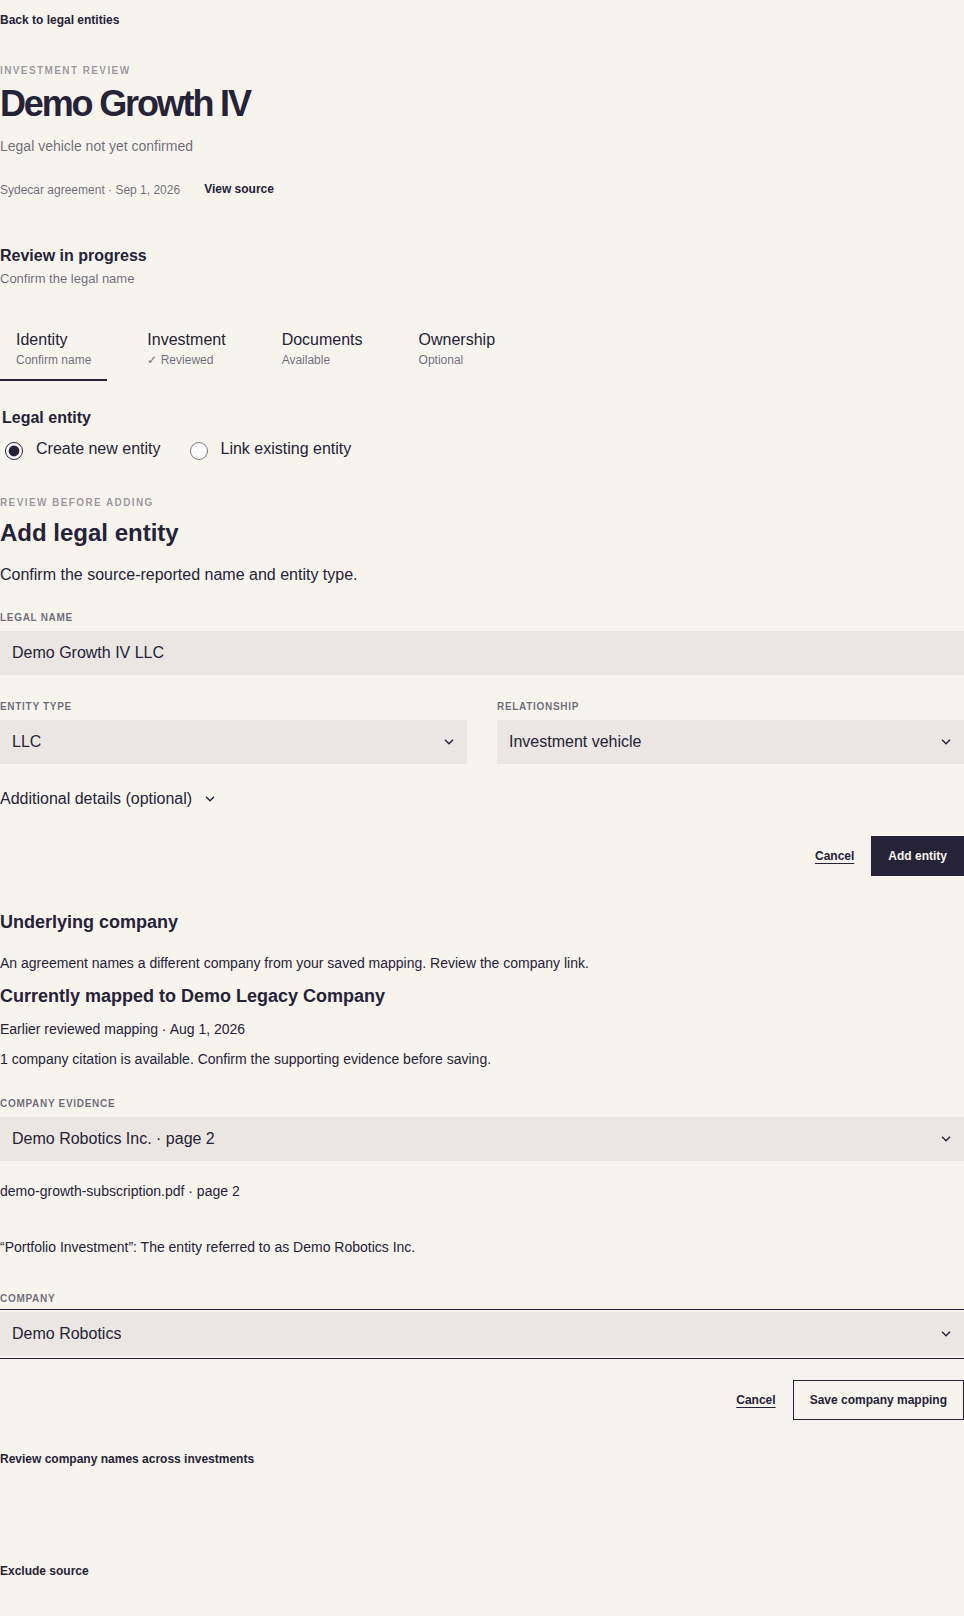 Back to legal entities
INVESTMENT REVIEW
Demo Growth IV
Legal vehicle not yet confirmed
Sydecar agreement · Sep 1, 2026 View source
Review in progress
Confirm the legal name
Identity Investment Documents Ownership
Confirm name ✓ Reviewed Available Optional
Legal entity
Create new entity Link existing entity
REVIEW BEFORE ADDING
Add legal entity
Confirm the source-reported name and entity type.
LEGAL NAME
Demo Growth IV LLC
ENTITY TYPE RELATIONSHIP
LLC Investment vehicle
Additional details (optional)
Cancel Add entity
Underlying company
An agreement names a different company from your saved mapping. Review the company link.
Currently mapped to Demo Legacy Company
Earlier reviewed mapping · Aug 1, 2026
1 company citation is available. Confirm the supporting evidence before saving.
COMPANY EVIDENCE
Demo Robotics Inc. · page 2
demo-growth-subscription.pdf · page 2
“Portfolio Investment”: The entity referred to as Demo Robotics Inc.
COMPANY
Demo Robotics
Cancel Save company mapping
Review company names across investments
Exclude source